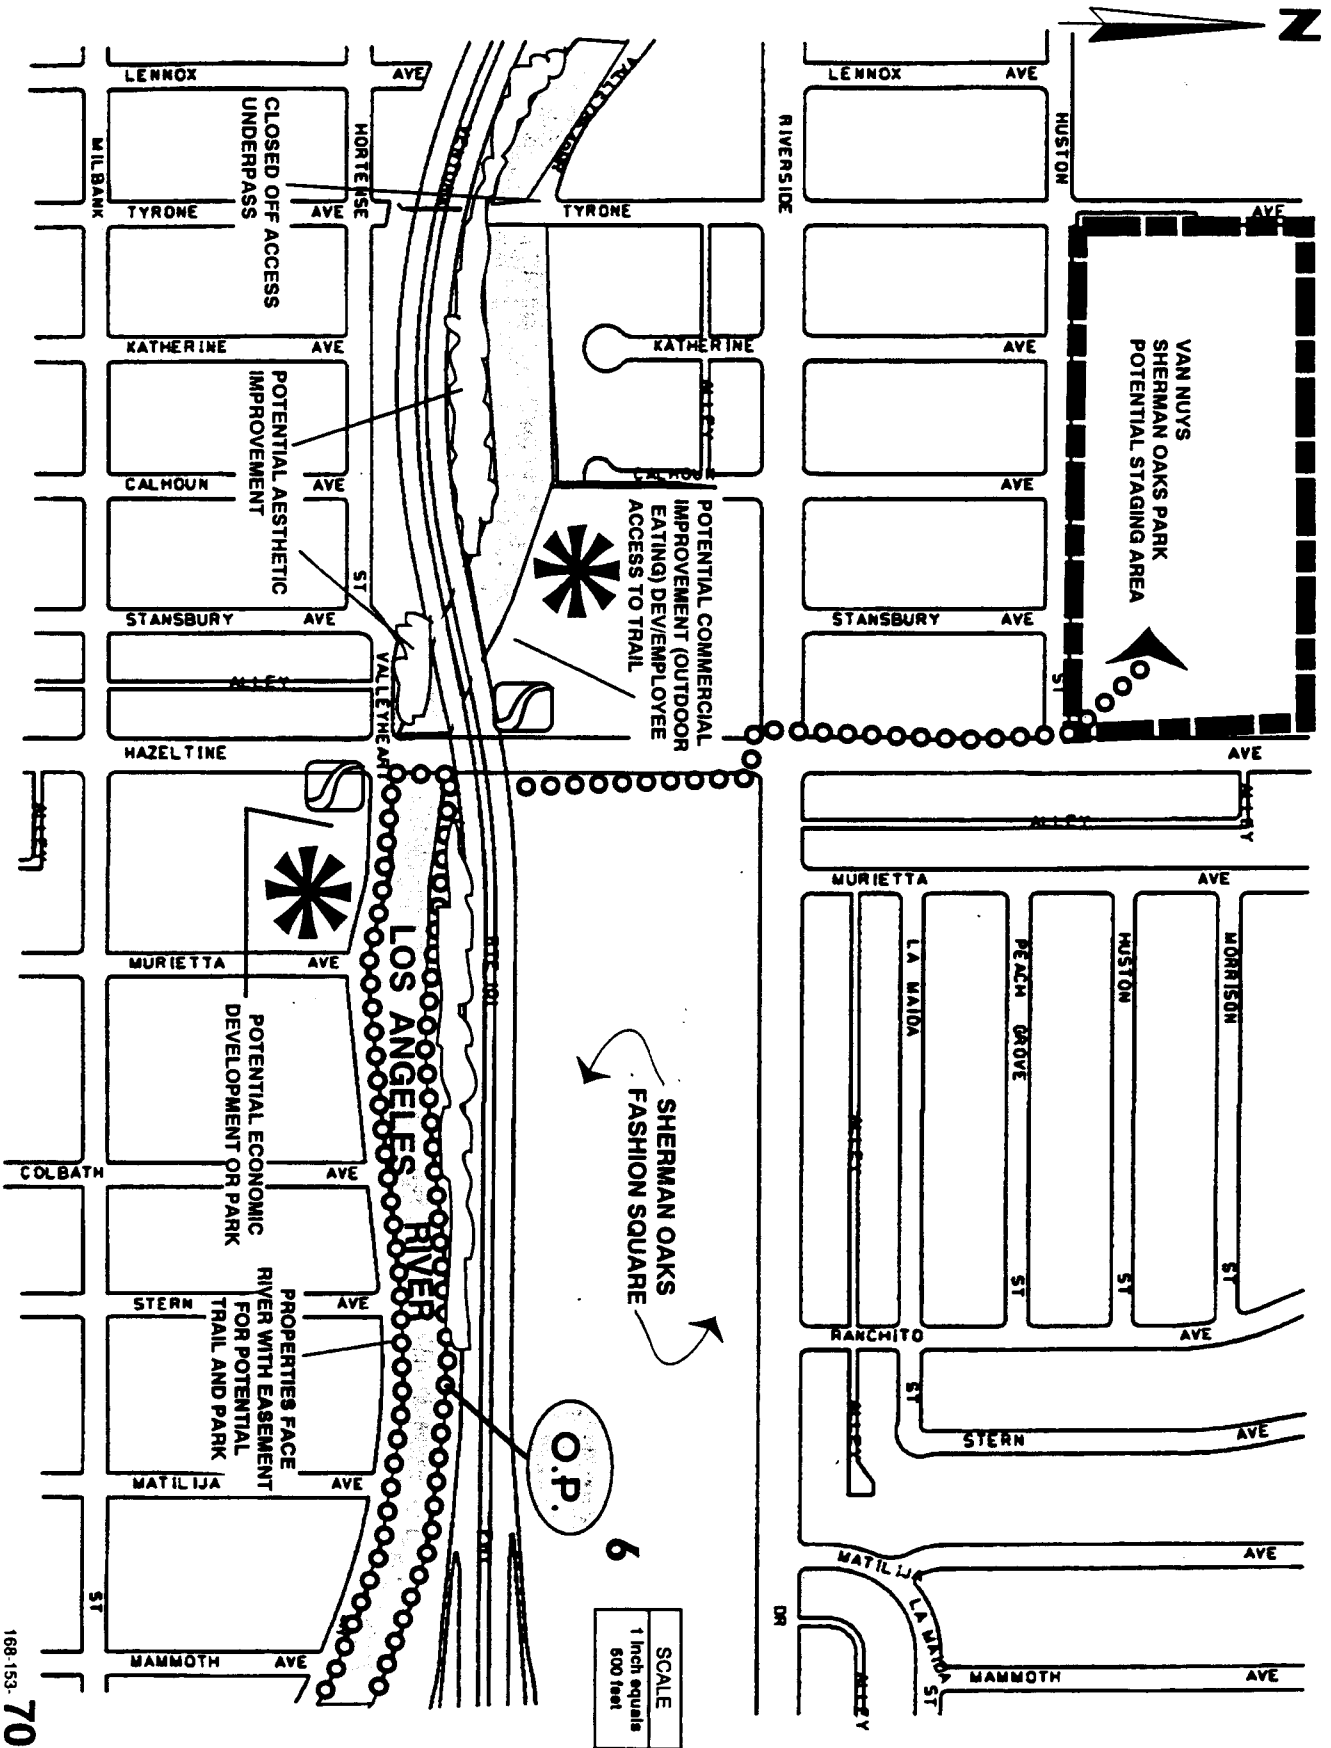 N
LENNOX
AVE
LENNOX
AVE
HUSTON
RIVERSIDE
HORTENSE
MILBANK
CLOSED OFF ACCESS
UNDERPASS
TYRONE
AVE
TYRONE
AVE
VAN NUYS
SHERMAN OAKS PARK
POTENTIAL STAGING AREA
KATHERINE
AVE
KATHERINE
AVE
ALLEY
POTENTIAL AESTHETIC
IMPROVEMENT
CALHOUN
AVE
CALHOUN
AVE
POTENTIAL COMMERCIAL
IMPROVEMENT (OUTDOOR
EATING) DEV/EMPLOYEE
ACCESS TO TRAIL
ST
STANSBURY
AVE
STANSBURY
AVE
ST
ALLEY
VALLEYHEART
HAZELTINE
AVE
ALLEY
ALLEY
ALLEY
MURIETTA
AVE
MURIETTA
AVE
LA MAIDA
PEACH GROVE
HUSTON
MORRISON
RTE 101
LOS ANGELES RIVER
POTENTIAL ECONOMIC
DEVELOPMENT OR PARK
SHERMAN OAKS
FASHION SQUARE
ALLEY
COLBATH
AVE
ST
ST
ST
STERN
AVE
RANCHITO
AVE
PROPERTIES FACE
RIVER WITH EASEMENT
FOR POTENTIAL
TRAIL AND PARK
ST
ALLEY
STERN
AVE
O.P.
6
MATILIJA
AVE
MATILIJA
AVE
LA MAIDA
ST
ST
DR
SCALE
1 inch equals
600 feet
MAMMOTH
AVE
MAMMOTH
AVE
ALLEY
168-153-
70